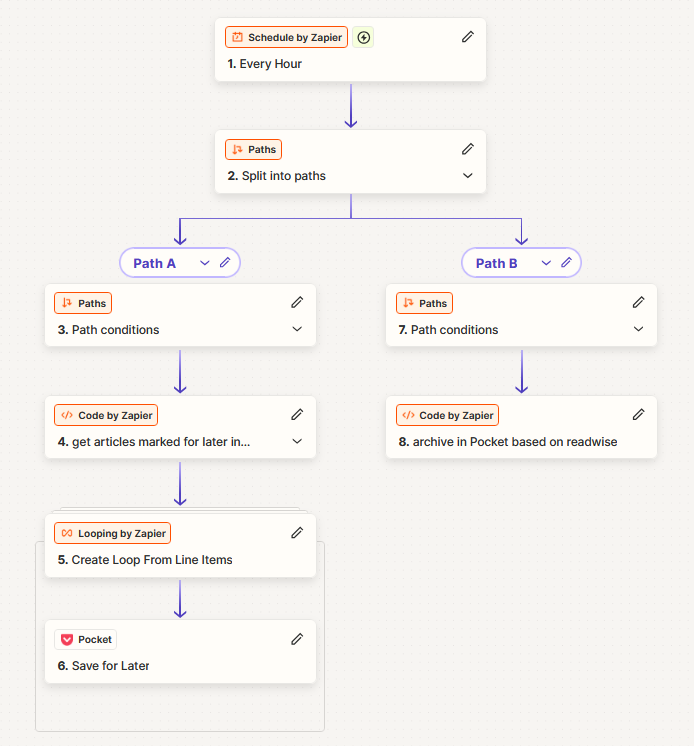 Schedule by Zapier
1. Every Hour
Paths
2. Split into paths
Path A
Path B
Paths
3. Path conditions
Paths
7. Path conditions
Code by Zapier
4. get articles marked for later in...
Code by Zapier
8. archive in Pocket based on readwise
Looping by Zapier
5. Create Loop From Line Items
Pocket
6. Save for Later